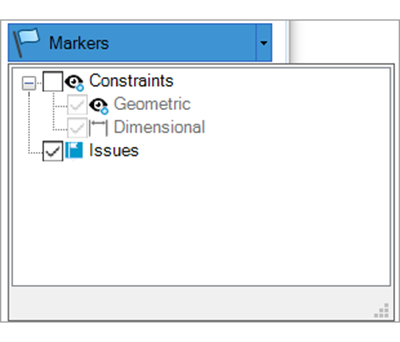 Markers
Constraints
Geometric
Dimensional
Issues